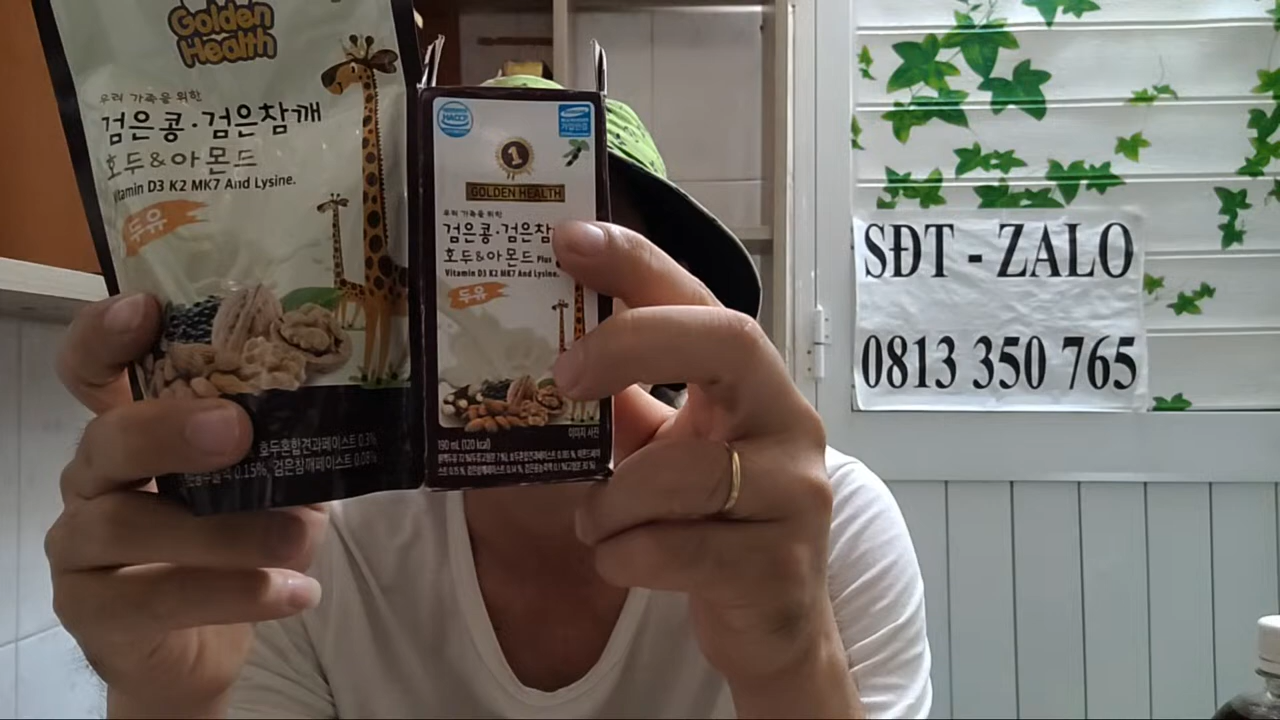 Golden
Health
우리 가족을 위한
검은콩·검은참깨
호두&아몬드
Vitamin D3 K2 MK7 And Lysine.
두유
호두혼합견과페이스트 0.3%
0.15%, 검은참깨페이스트 0.08%
HACCP
1
GOLDEN HEALTH
우리 가족을 위한
검은콩·검은참
호두&아몬드 Plus
Vitamin D3 K2 MK7 And Lysine.
두유
이미지 사진
190 mL (120 kcal)
SĐT - ZALO
0813 350 765